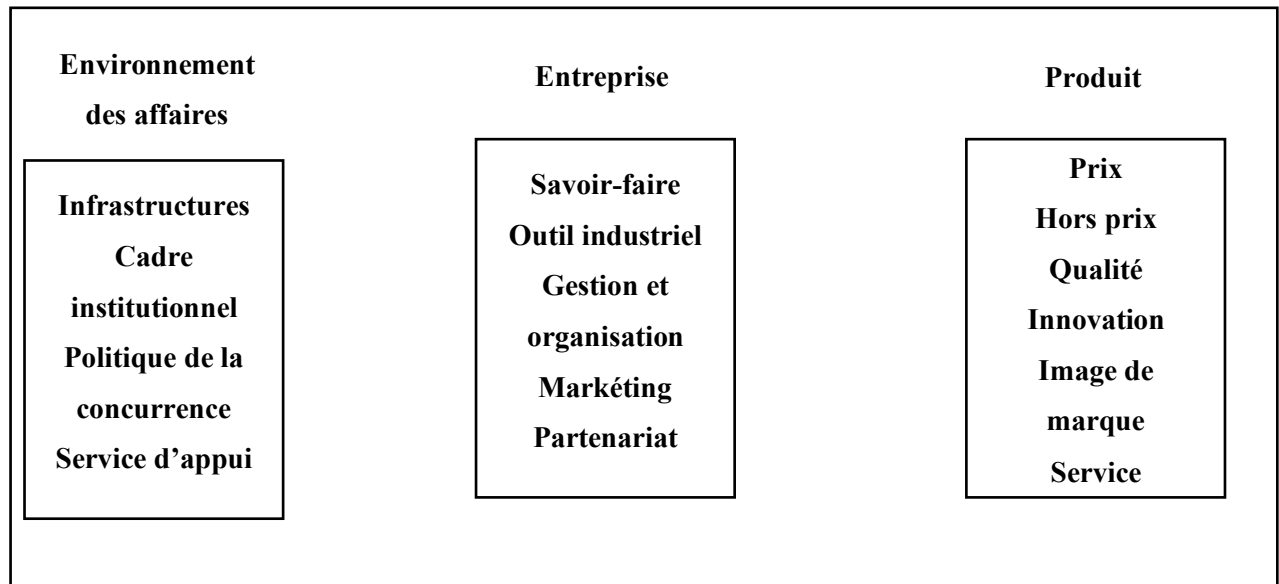 Environnement
des affaires
Infrastructures
Cadre
institutionnel
Politique de la
concurrence
Service d’appui
Entreprise
Savoir-faire
Outil industriel
Gestion et
organisation
Markéting
Partenariat
Produit
Prix
Hors prix
Qualité
Innovation
Image de
marque
Service